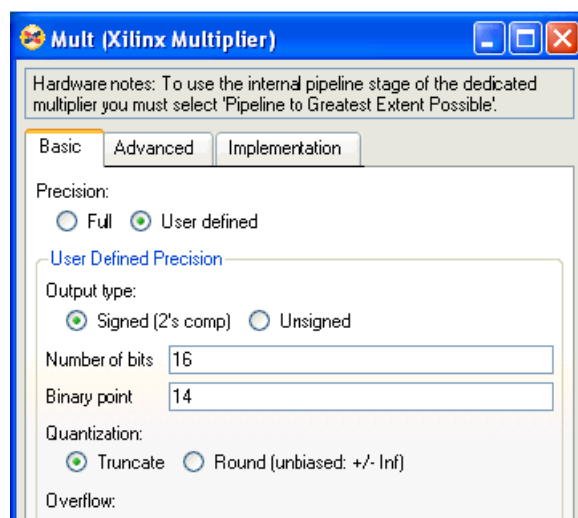 Mult (Xilinx Multiplier)
Hardware notes: To use the internal pipeline stage of the dedicated
multiplier you must select 'Pipeline to Greatest Extent Possible'.
Basic Advanced Implementation
Precision:
Full User defined
User Defined Precision
Output type:
Signed (2's comp) Unsigned
Number of bits 16
Binary point 14
Quantization:
Truncate Round (unbiased: +/- Inf)
Overflow: